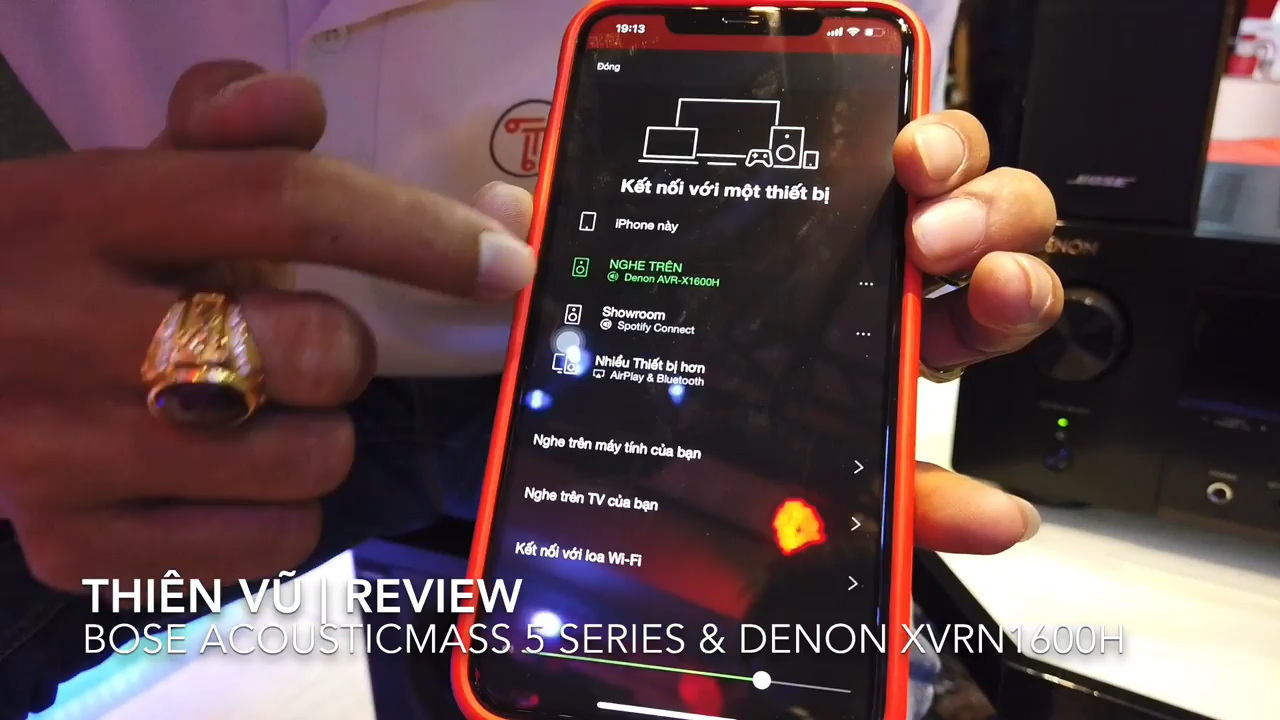 19:13
Đóng
Kết nối với một thiết bị
iPhone này
NGHE TRÊN
Denon AVR-X1600H
Showroom
Spotify Connect
Nhiều Thiết bị hơn
AirPlay & Bluetooth
Nghe trên máy tính của bạn
Nghe trên TV của bạn
Kết nối với loa Wi-Fi
BOSE
DENON
THIÊN VŨ | REVIEW
BOSE ACOUSTICMASS 5 SERIES & DENON XVRN1600H